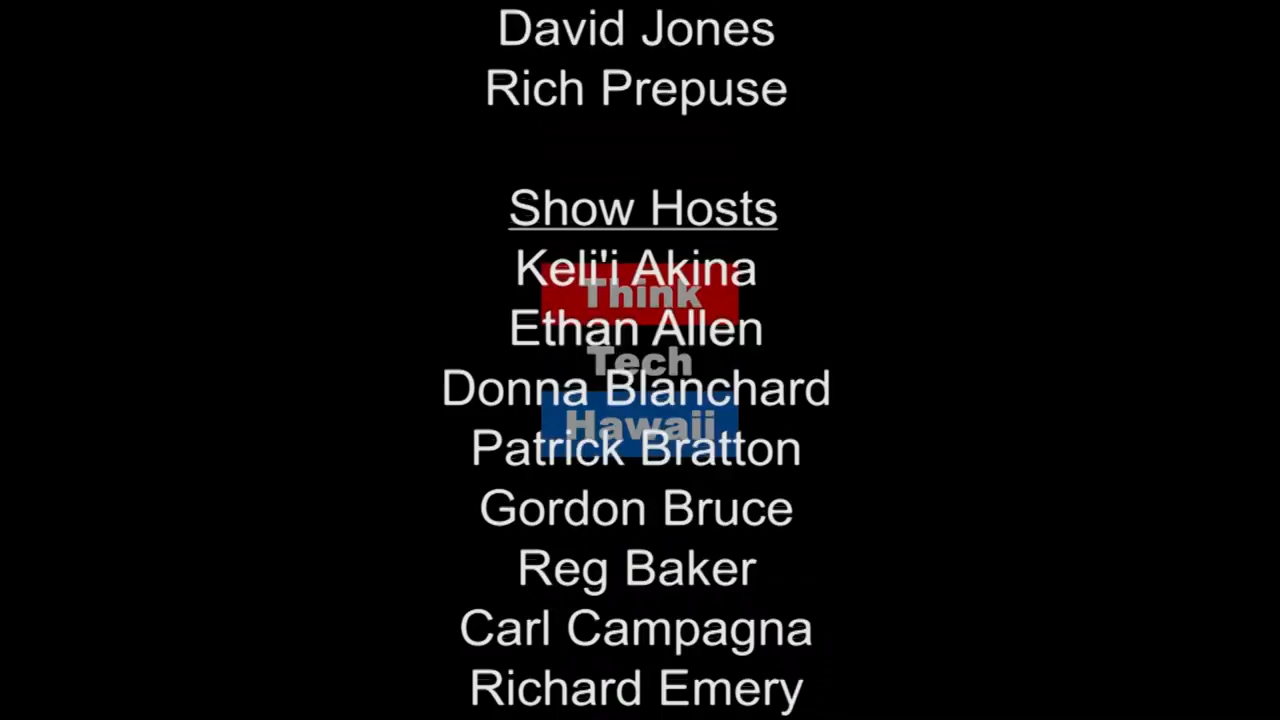 David Jones
Rich Prepuse
Show Hosts
Keli'i Akina
Think
Ethan Allen
Tech
Donna Blanchard
Hawaii
Patrick Bratton
Gordon Bruce
Reg Baker
Carl Campagna
Richard Emery